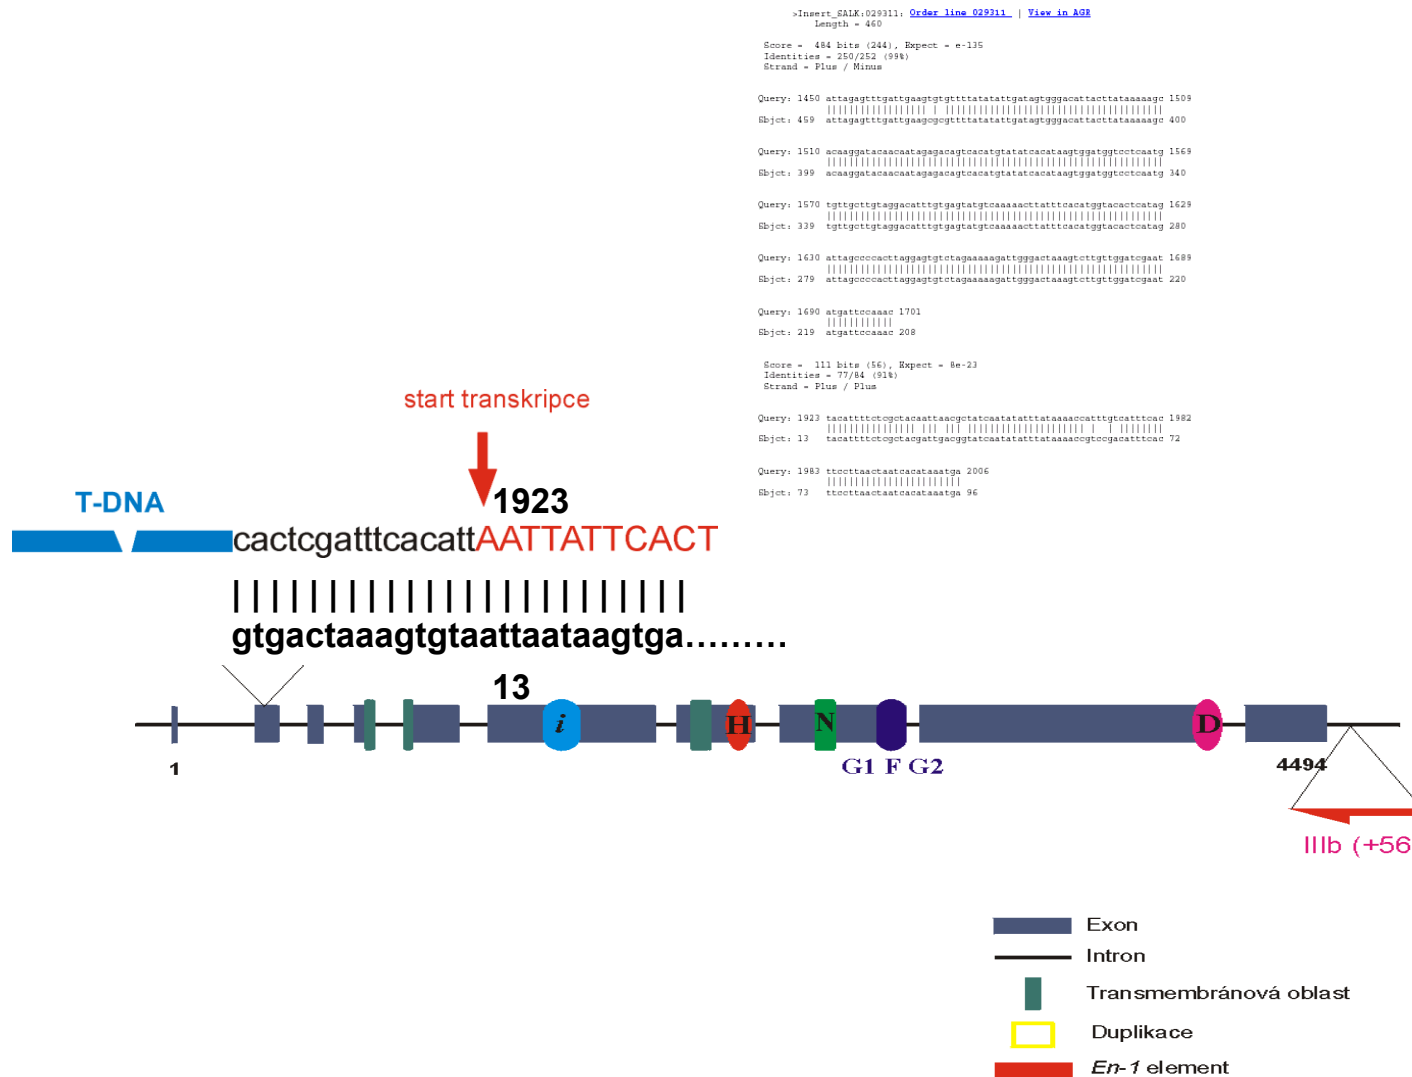 >Insert_SALK:029311: Order line 029311 | View in AGR
Length = 460
Score = 484 bits (244), Expect = e-135
Identities = 250/252 (99%)
Strand = Plus / Minus
Query: 1450 attagagtttgattgaagtgtgttttatatattgatagtgggacattacttataaaaagc 1509
Sbjct: 459 attagagtttgattgaagcgcgttttatatattgatagtgggacattacttataaaaagc 400
Query: 1510 acaaggatacaacaatagagacagtcacatgtatatcacataagtggatggtcctcaatg 1569
Sbjct: 399 acaaggatacaacaatagagacagtcacatgtatatcacataagtggatggtcctcaatg 340
Query: 1570 tgttgcttgtaggacatttgtgagtatgtcaaaaacttatttcacatggtacactcatag 1629
Sbjct: 339 tgttgcttgtaggacatttgtgagtatgtcaaaaacttatttcacatggtacactcatag 280
Query: 1630 attagccccacttaggagtgtctagaaaaagattgggactaaagtcttgttggatcgaat 1689
Sbjct: 279 attagccccacttaggagtgtctagaaaaagattgggactaaagtcttgttggatcgaat 220
Query: 1690 atgattccaaac 1701
Sbjct: 219 atgattccaaac 208
Score = 111 bits (56), Expect = 8e-23
Identities = 77/84 (91%)
Strand = Plus / Plus
Query: 1923 tacattttctcgctacaattaacgctatcaatatatttataaaaccatttgtcatttcac 1982
Sbjct: 13 tacattttctcgctacgattgacggtatcaatatatttataaaaccgtccgacatttcac 72
Query: 1983 ttccttaactaatcacataaatga 2006
Sbjct: 73 ttccttaactaatcacataaatga 96
start transkripce
T-DNA
1923
cactcgatttcacattAATTATTCACT
gtgactaaagtgtaattaataagtga.........
13
i
H
N
D
1
G1 F G2
4494
IIIb (+56
Exon
Intron
Transmembránová oblast
Duplikace
En-1 element